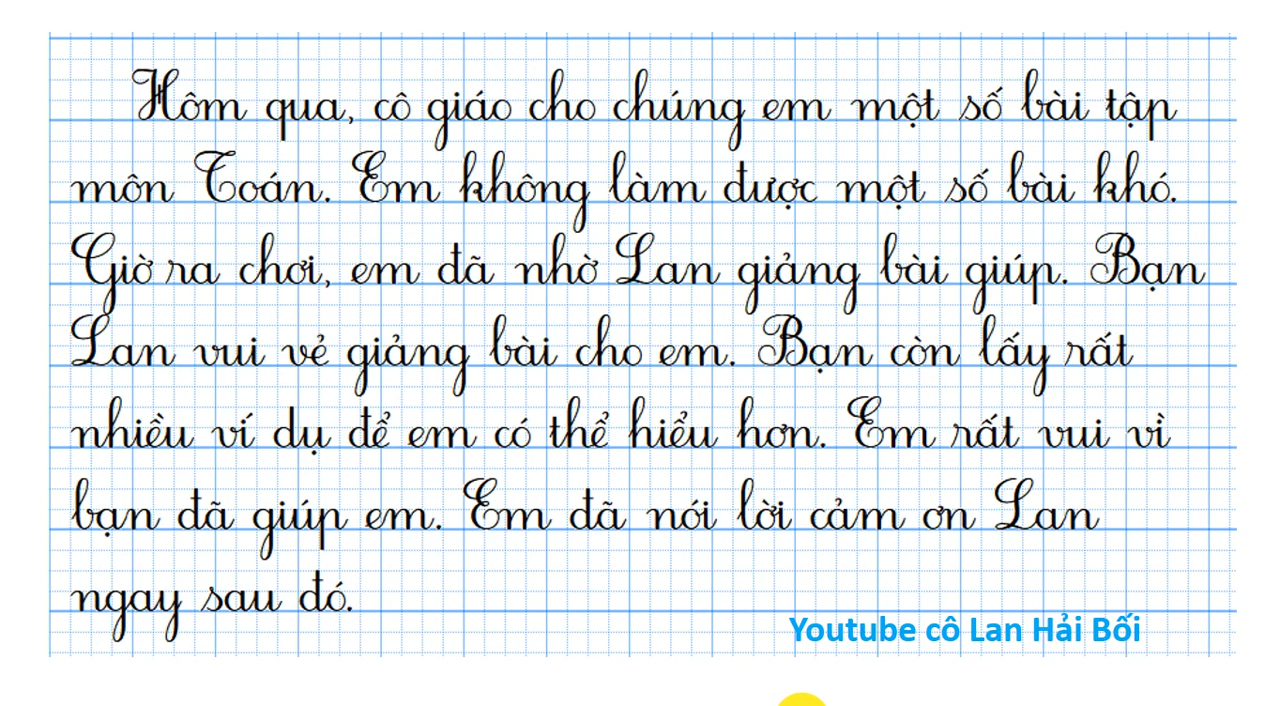 Hôm qua, cô giáo cho chúng em một số bài tập
môn Toán. Em không làm được một số bài khó.
Giờ ra chơi, em đã nhờ Lan giảng bài giúp. Bạn
Lan vui vẻ giảng bài cho em. Bạn còn lấy rất
nhiều ví dụ để em có thể hiểu hơn. Em rất vui vì
bạn đã giúp em. Em đã nói lời cảm ơn Lan
ngay sau đó.
Youtube cô Lan Hải Bối